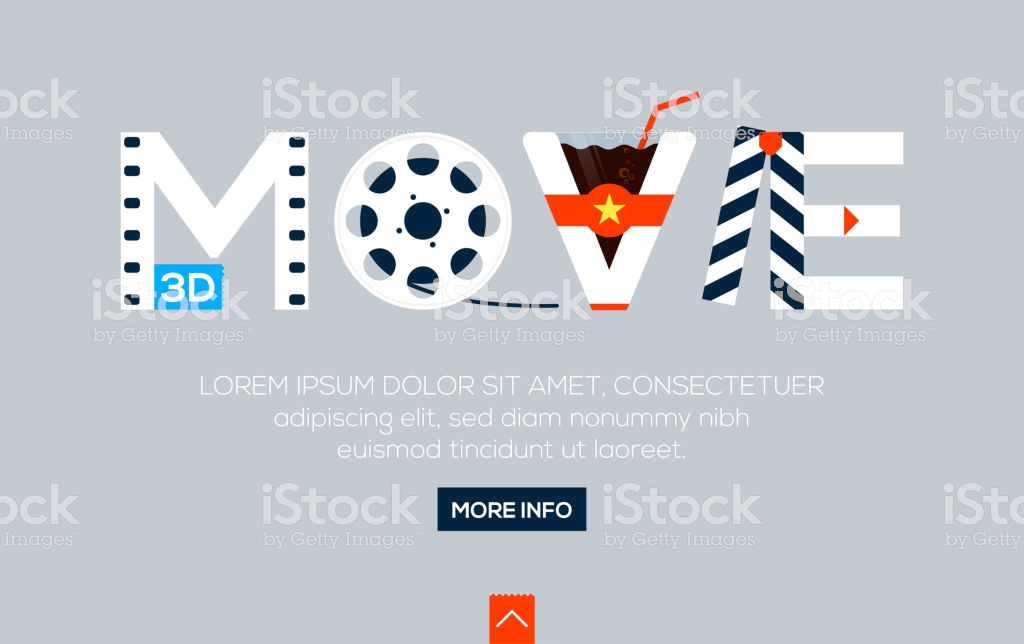 MOVIE
3D
LOREM IPSUM DOLOR SIT AMET, CONSECTETUER
adipiscing elit, sed diam nonummy nibh
euismod tincidunt ut laoreet.
MORE INFO
iStock
by Getty Images™